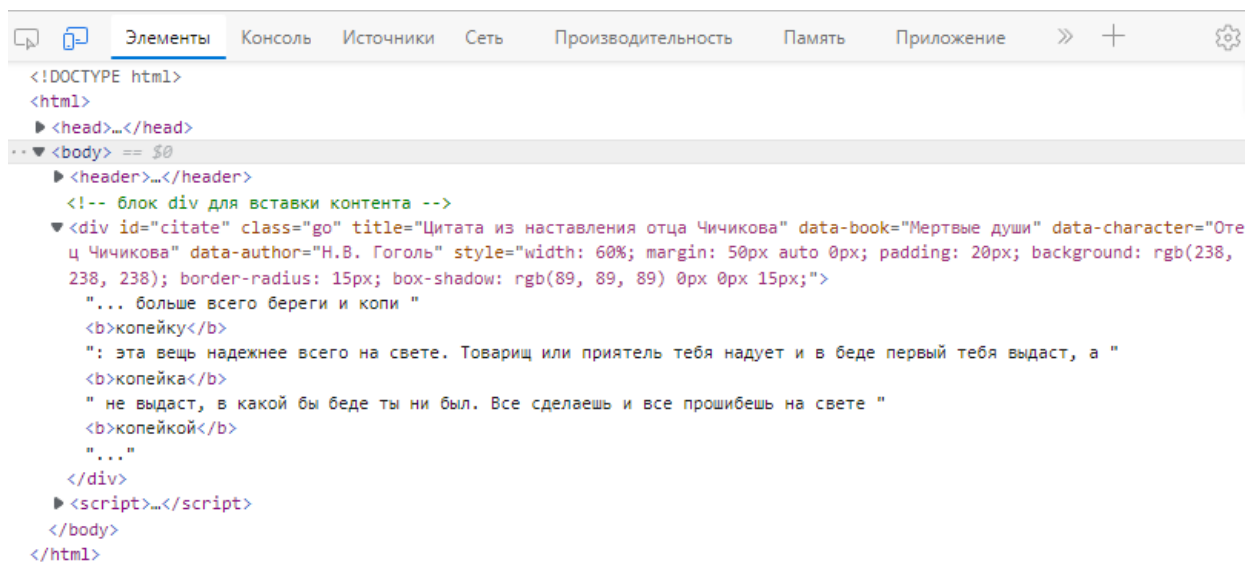 Элементы Консоль Источники Сеть Производительность Память Приложение
<!DOCTYPE html>
<html>
<head>…</head>
<body> == $0
<header>…</header>
<!-- блок div для вставки контента -->
<div id="citate" class="go" title="Цитата из наставления отца Чичикова" data-book="Мертвые души" data-character="Оте
ц Чичикова" data-author="Н.В. Гоголь" style="width: 60%; margin: 50px auto 0px; padding: 20px; background: rgb(238,
238, 238); border-radius: 15px; box-shadow: rgb(89, 89, 89) 0px 0px 15px;">
"... больше всего береги и копи "
<b>копейку</b>
": эта вещь надежнее всего на свете. Товарищ или приятель тебя надует и в беде первый тебя выдаст, а "
<b>копейка</b>
" не выдаст, в какой бы беде ты ни был. Все сделаешь и все прошибешь на свете "
<b>копейкой</b>
"..."
</div>
<script>…</script>
</body>
</html>